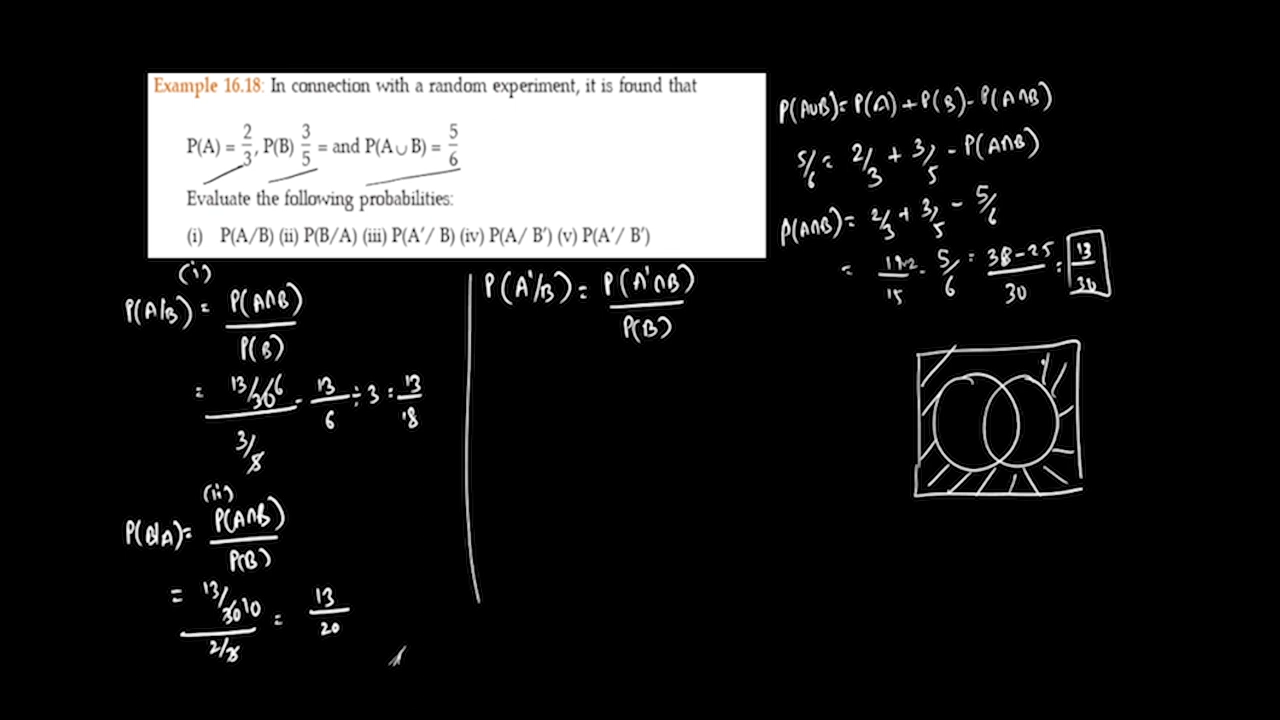 Example 16.18: In connection with a random experiment, it is found that
P(A) = 2/3, P(B) 3/5 = and P(A∪B) = 5/6
Evaluate the following probabilities:
(i) P(A/B) (ii) P(B/A) (iii) P(A′/ B) (iv) P(A/ B′) (v) P(A′/ B′)
P(A∪B) = P(A) + P(B) - P(A∩B)
5/6 = 2/3 + 3/5 - P(A∩B)
P(A∩B) = 2/3 + 3/5 - 5/6
= 19×2/15 - 5/6 = 38-25/30 = 13/30
(i)
P(A/B) = P(A∩B)/P(B)
= 13/30 6 / 3/5 = 13/6 ÷ 3 = 13/18
(ii)
P(B/A) = P(A∩B)/P(B)
= 13/30 10 / 2/3 = 13/20
P(A'/B) = P(A'∩B)/P(B)